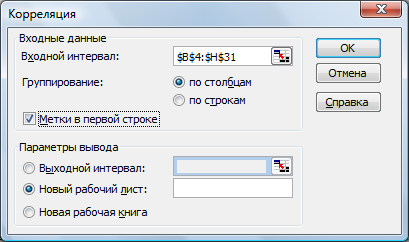 Корреляция
Входные данные
Входной интервал: $B$4:$H$31
Группирование: по столбцам
по строкам
Метки в первой строке
Параметры вывода
Выходной интервал:
Новый рабочий лист:
Новая рабочая книга
OK
Отмена
Справка